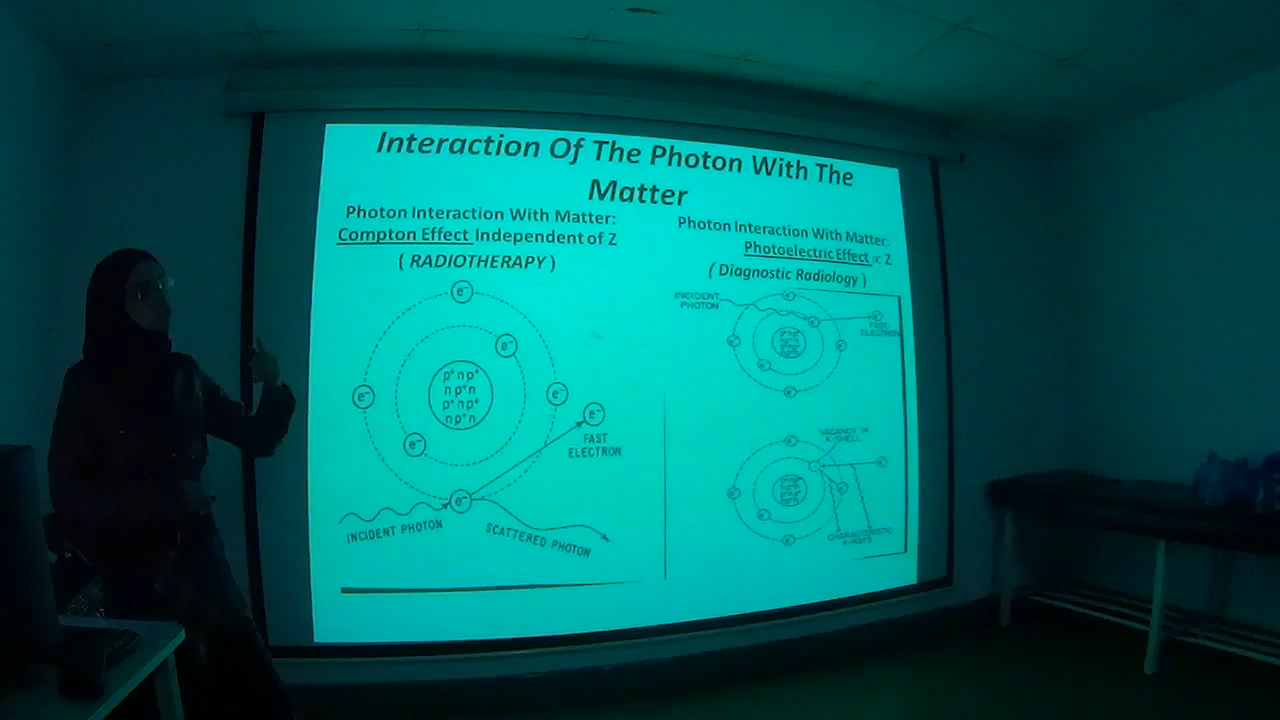 Interaction Of The Photon With The
Matter
Photon Interaction With Matter:
Compton Effect Independent of Z
( RADIOTHERAPY )
e⁻
e⁻
p⁺ n p⁺
e⁻
n p⁺ n
e⁻
p⁺ n p⁺
n p⁺ n
e⁻
e⁻
FAST
ELECTRON
e⁻
INCIDENT PHOTON
SCATTERED PHOTON
Photon Interaction With Matter:
Photoelectric Effect ∝ Z
( Diagnostic Radiology )
INCIDENT
PHOTON
FAST
ELECTRON
VACANCY IN
K-SHELL
CHARACTERISTIC
X-RAYS